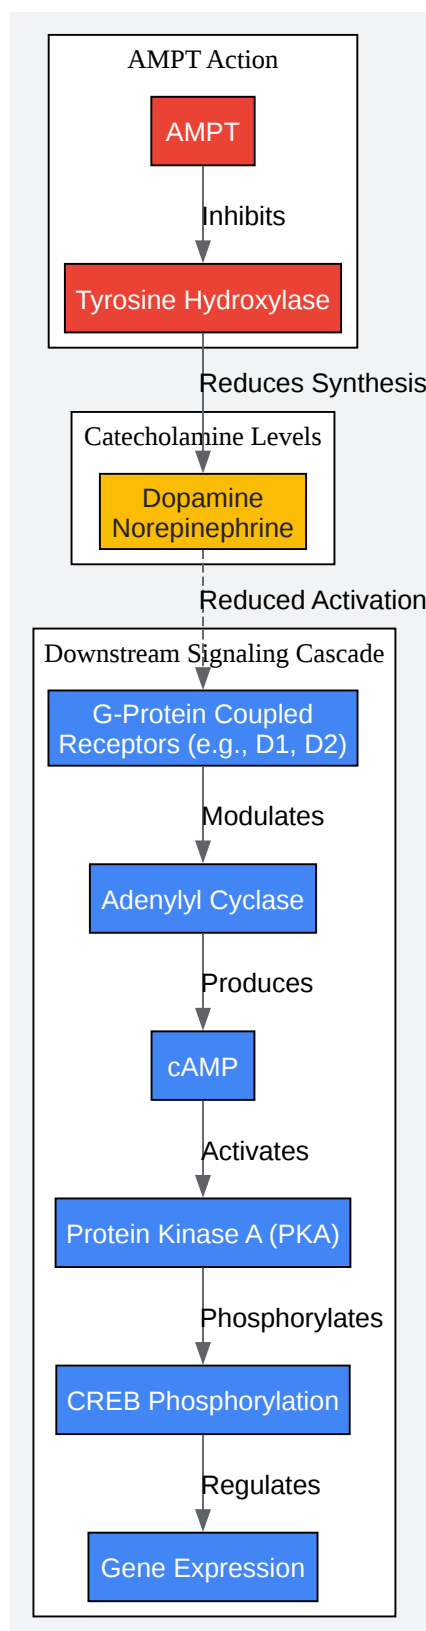 AMPT Action
AMPT
Inhibits
Tyrosine Hydroxylase
Reduces Synthesis
Catecholamine Levels
Dopamine
Norepinephrine
Reduced Activation
Downstream Signaling Cascade
G-Protein Coupled
Receptors (e.g., D1, D2)
Modulates
Adenylyl Cyclase
Produces
cAMP
Activates
Protein Kinase A (PKA)
Phosphorylates
CREB Phosphorylation
Regulates
Gene Expression